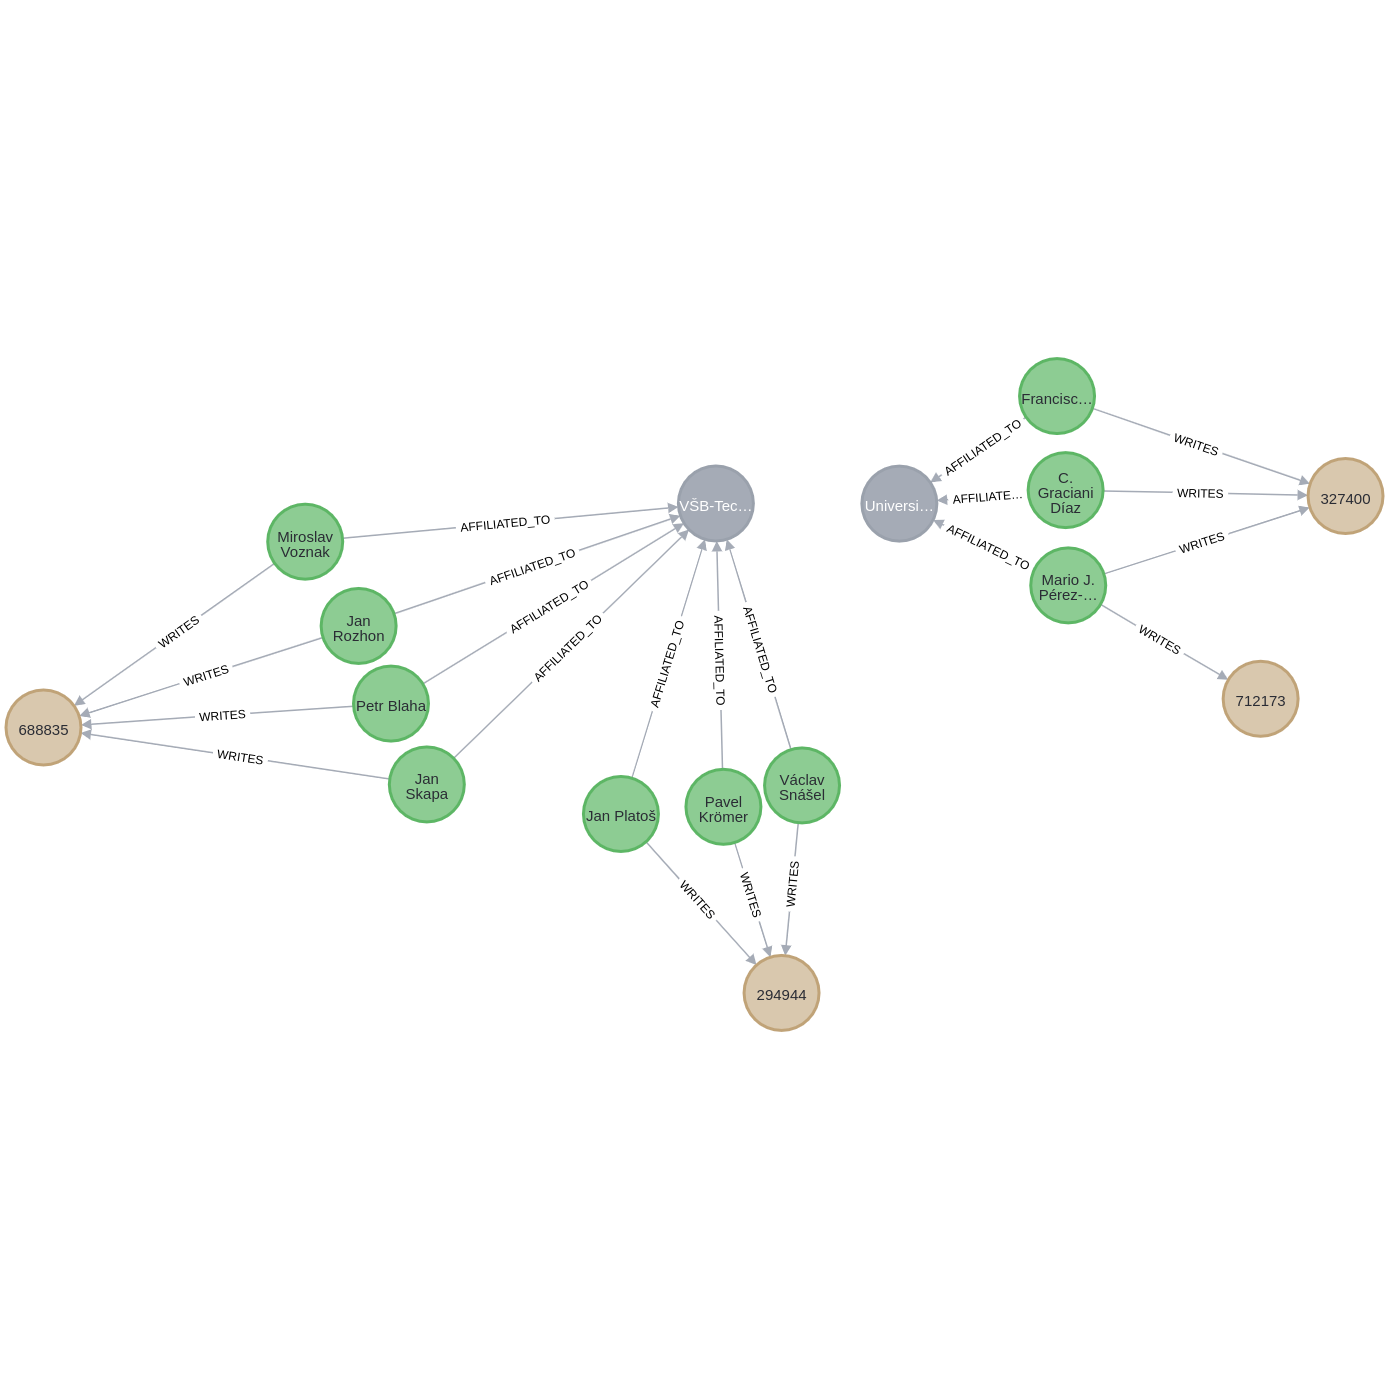 Francisc…
AFFILIATED_TO
WRITES
C.
Graciani
Díaz
AFFILIATE…
WRITES
327400
Universi…
AFFILIATED_TO
Mario J.
Pérez-…
WRITES
WRITES
712173
VŠB-Tec…
Miroslav
Voznak
AFFILIATED_TO
WRITES
Jan
Rozhon
AFFILIATED_TO
WRITES
Petr Blaha
AFFILIATED_TO
WRITES
Jan
Skapa
AFFILIATED_TO
WRITES
688835
AFFILIATED_TO
AFFILIATED_TO
AFFILIATED_TO
Jan Platoš
Pavel
Krömer
Václav
Snášel
WRITES
WRITES
WRITES
294944